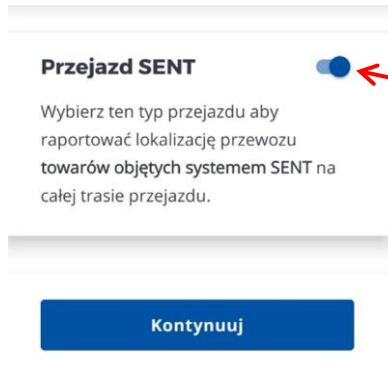 Przejazd SENT
Wybierz ten typ przejazdu aby
raportować lokalizację przewozu
towarów objętych systemem SENT na
całej trasie przejazdu.
Kontynuuj